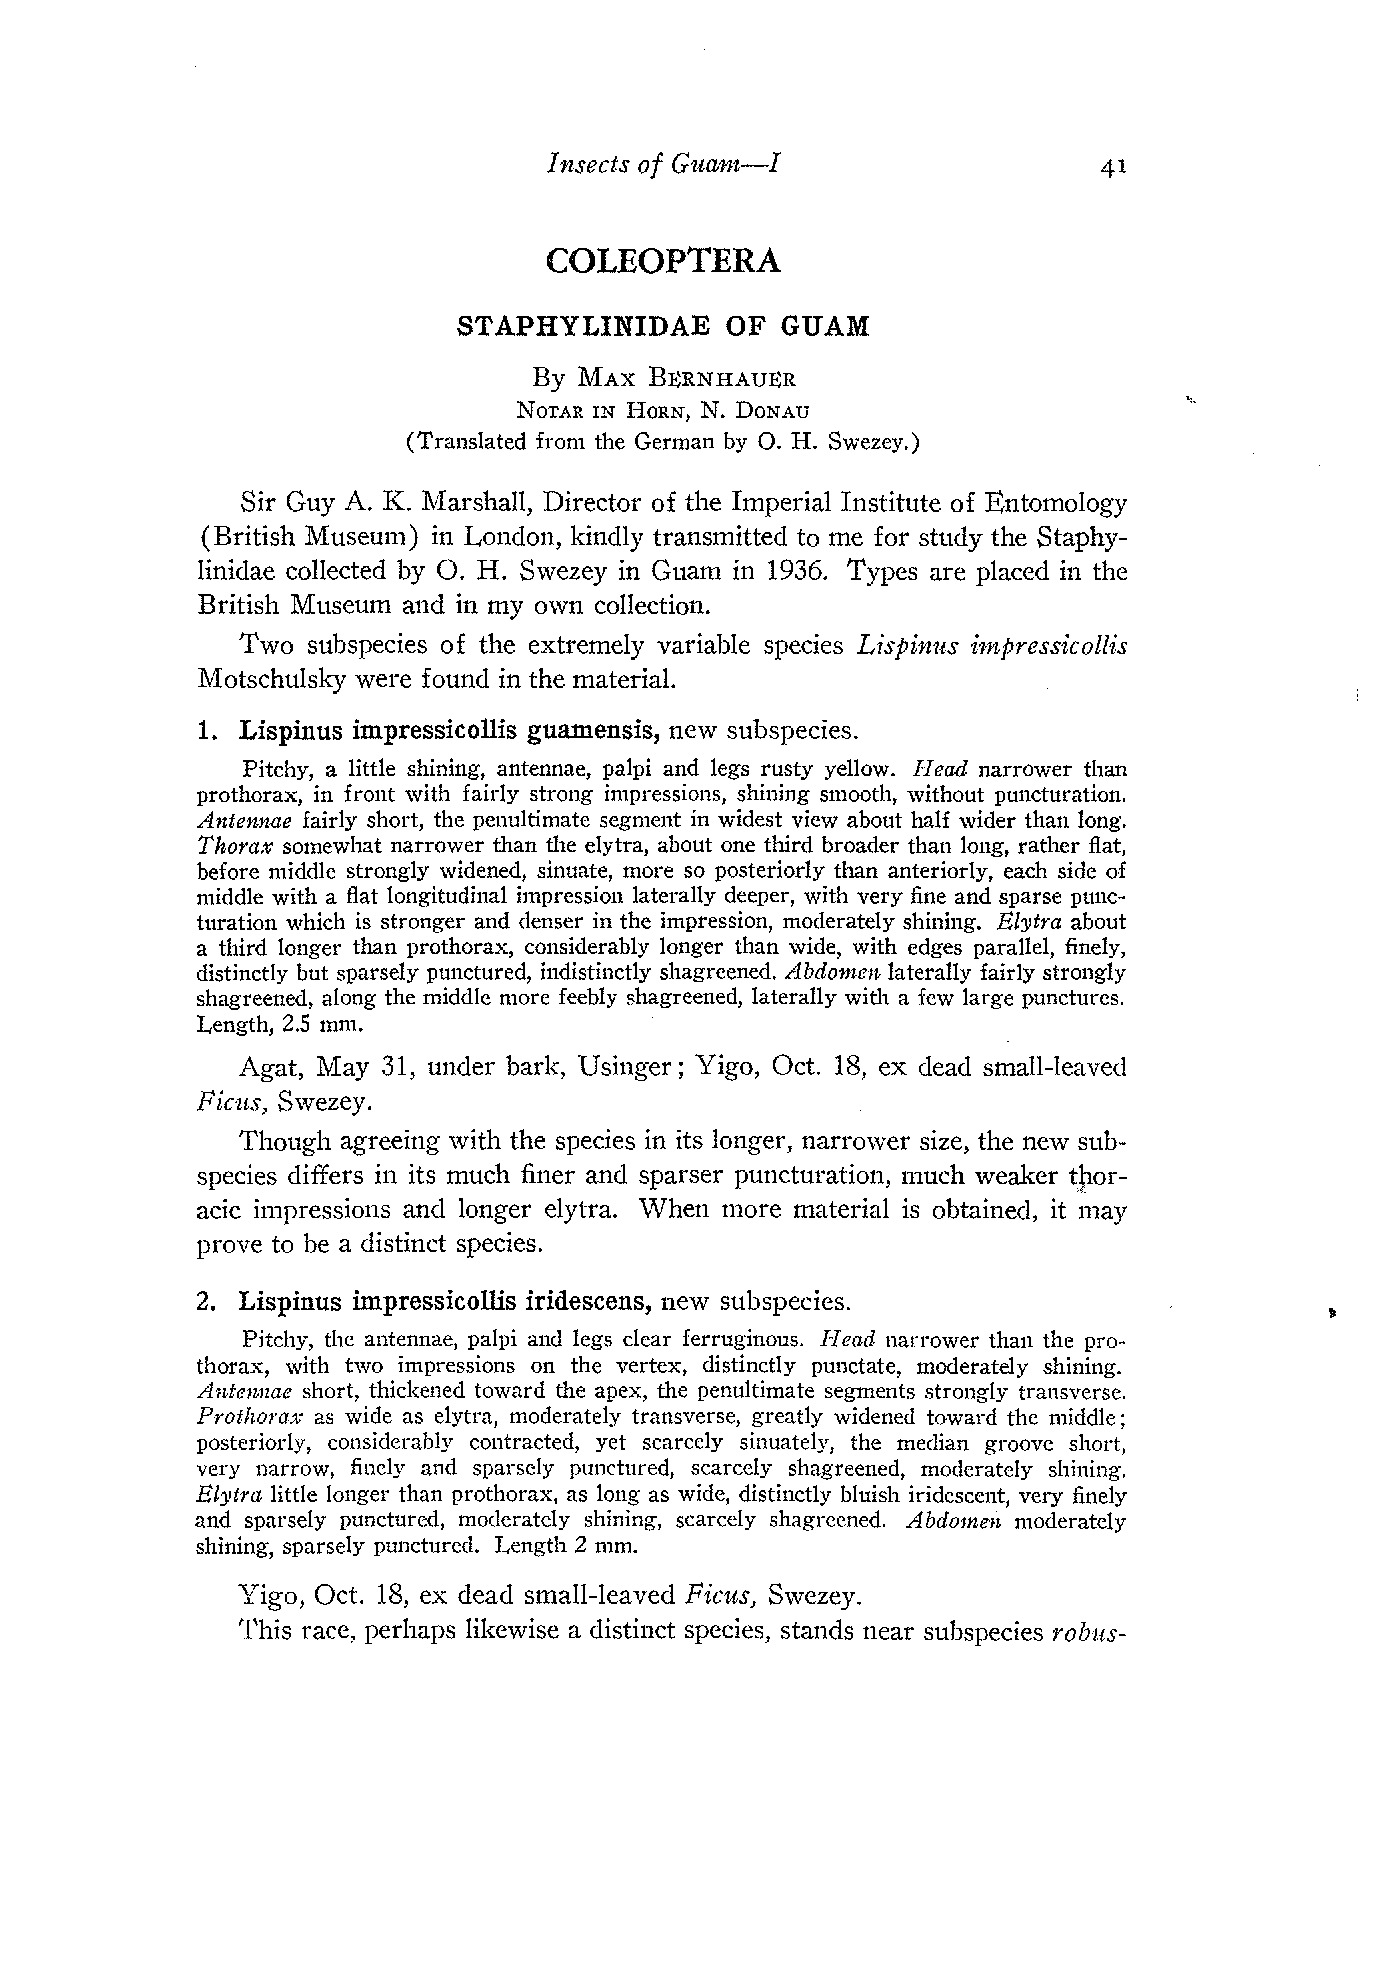 Insects of Guam—I 41
COLEOPTERA
STAPHYLINIDAE OF GUAM
By MAX BERNHAUER
NOTAR IN HORN, N. DONAU
(Translated from the German by O. H. Swezey.)
Sir Guy A. K. Marshall, Director of the Imperial Institute of Entomology
(British Museum) in London, kindly transmitted to me for study the Staphy-
linidae collected by O. H. Swezey in Guam in 1936. Types are placed in the
British Museum and in my own collection.
Two subspecies of the extremely variable species Lispinus impressicollis
Motschulsky were found in the material.
1. Lispinus impressicollis guamensis, new subspecies.
Pitchy, a little shining, antennae, palpi and legs rusty yellow. Head narrower than
prothorax, in front with fairly strong impressions, shining smooth, without puncturation.
Antennae fairly short, the penultimate segment in widest view about half wider than long.
Thorax somewhat narrower than the elytra, about one third broader than long, rather flat,
before middle strongly widened, sinuate, more so posteriorly than anteriorly, each side of
middle with a flat longitudinal impression laterally deeper, with very fine and sparse punc-
turation which is stronger and denser in the impression, moderately shining. Elytra about
a third longer than prothorax, considerably longer than wide, with edges parallel, finely,
distinctly but sparsely punctured, indistinctly shagreened. Abdomen laterally fairly strongly
shagreened, along the middle more feebly shagreened, laterally with a few large punctures.
Length, 2.5 mm.
Agat, May 31, under bark, Usinger; Yigo, Oct. 18, ex dead small-leaved
Ficus, Swezey.
Though agreeing with the species in its longer, narrower size, the new sub-
species differs in its much finer and sparser puncturation, much weaker thor-
acic impressions and longer elytra. When more material is obtained, it may
prove to be a distinct species.
2. Lispinus impressicollis iridescens, new subspecies.
Pitchy, the antennae, palpi and legs clear ferruginous. Head narrower than the pro-
thorax, with two impressions on the vertex, distinctly punctate, moderately shining.
Antennae short, thickened toward the apex, the penultimate segments strongly transverse.
Prothorax as wide as elytra, moderately transverse, greatly widened toward the middle;
posteriorly, considerably contracted, yet scarcely sinuately, the median groove short,
very narrow, finely and sparsely punctured, scarcely shagreened, moderately shining.
Elytra little longer than prothorax, as long as wide, distinctly bluish iridescent, very finely
and sparsely punctured, moderately shining, scarcely shagreened. Abdomen moderately
shining, sparsely punctured. Length 2 mm.
Yigo, Oct. 18, ex dead small-leaved Ficus, Swezey.
This race, perhaps likewise a distinct species, stands near subspecies robus-